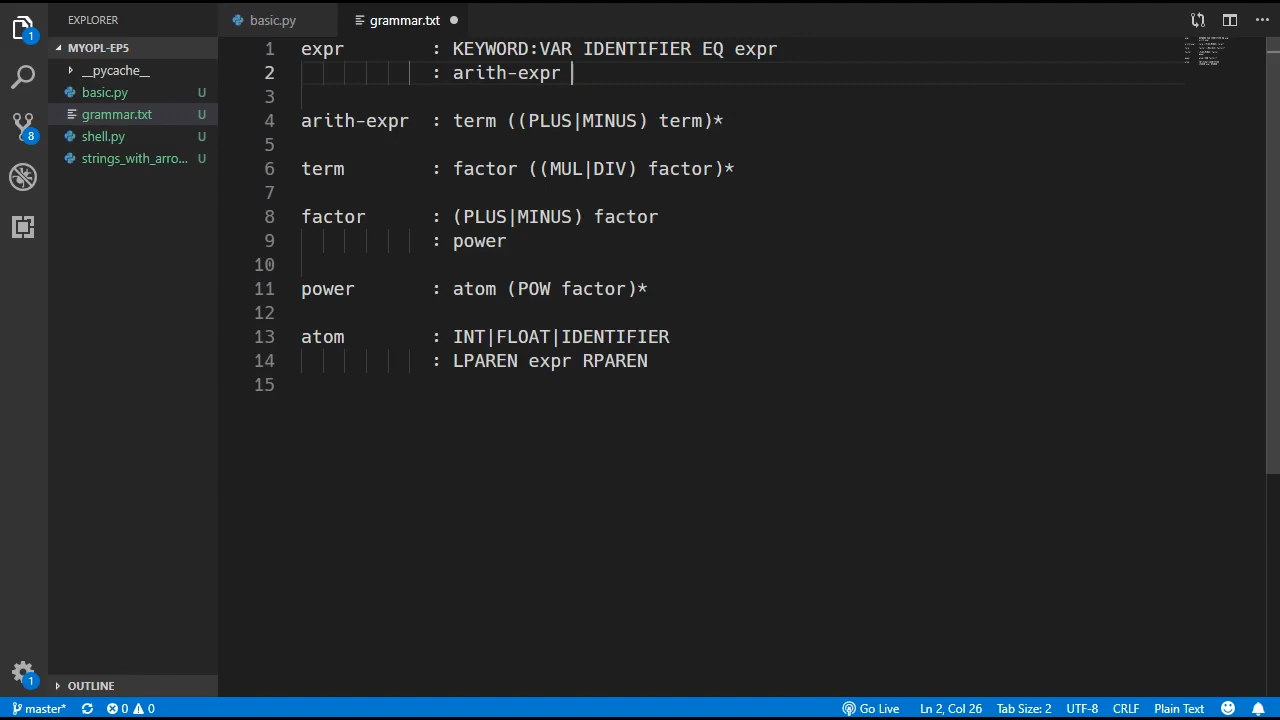 EXPLORER
basic.py
grammar.txt
MYOPL-EP5
__pycache__
basic.py U
grammar.txt U
shell.py U
strings_with_arro... U
1 expr : KEYWORD:VAR IDENTIFIER EQ expr
2 : arith-expr
3
4 arith-expr : term ((PLUS|MINUS) term)*
5
6 term : factor ((MUL|DIV) factor)*
7
8 factor : (PLUS|MINUS) factor
9 : power
10
11 power : atom (POW factor)*
12
13 atom : INT|FLOAT|IDENTIFIER
14 : LPAREN expr RPAREN
15
1
8
1
OUTLINE
master* 0 0 Go Live Ln 2, Col 26 Tab Size: 2 UTF-8 CRLF Plain Text